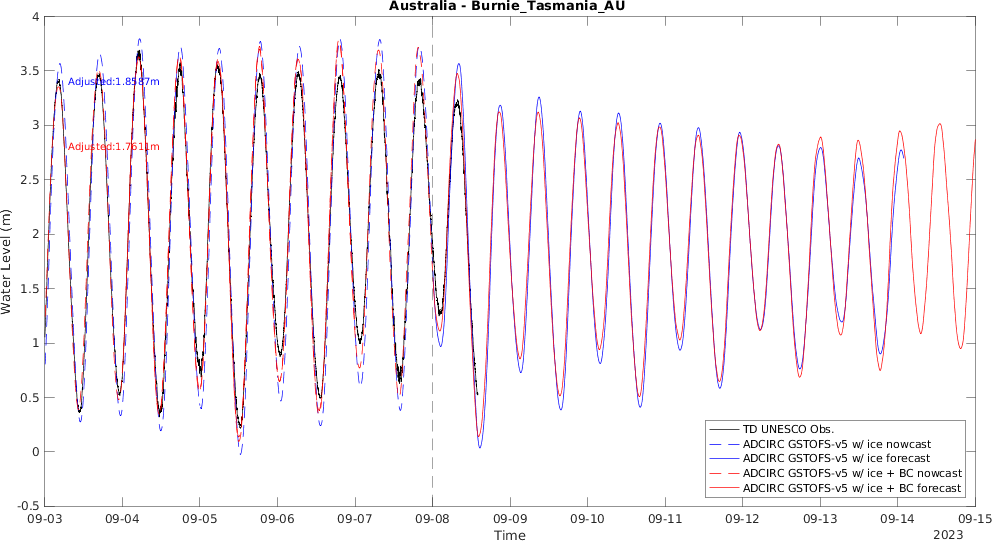 Australia - Burnie_Tasmania_AU
4
3.5
3
2.5
2
1.5
1
0.5
0
-0.5
Water Level (m)
Adjusted:1.8587m
Adjusted:1.7611m
TD UNESCO Obs.
ADCIRC GSTOFS-v5 w/ ice nowcast
ADCIRC GSTOFS-v5 w/ ice forecast
ADCIRC GSTOFS-v5 w/ ice + BC nowcast
ADCIRC GSTOFS-v5 w/ ice + BC forecast
09-03 09-04 09-05 09-06 09-07 09-08 09-09 09-10 09-11 09-12 09-13 09-14 09-15
Time
2023